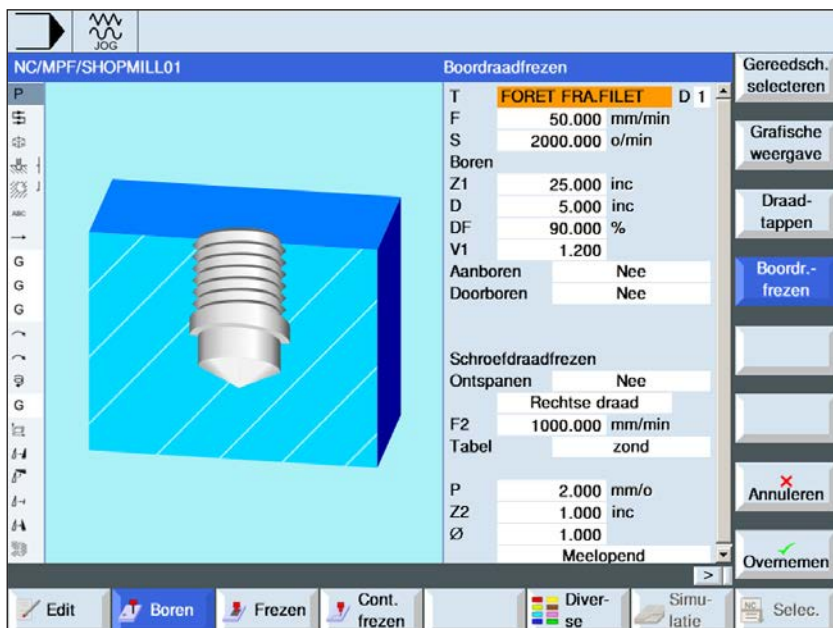 JOG
NC/MPF/SHOPMILL01
Boordraadfrezen
P
ABC
G
G
G
G
T FORET FRA.FILET D 1
F 50.000 mm/min
S 2000.000 o/min
Boren
Z1 25.000 inc
D 5.000 inc
DF 90.000 %
V1 1.200
Aanboren Nee
Doorboren Nee
Schroefdraadfrezen
Ontspanen Nee
Rechtse draad
F2 1000.000 mm/min
Tabel zond
P 2.000 mm/o
Z2 1.000 inc
Ø 1.000
Meelopend
Gereedsch.
selecteren
Grafische
weergave
Draad-
tappen
Boordr.-
frezen
Annuleren
Overnemen
>
Edit
Boren
Frezen
Cont.
frezen
Diver-
se
Simu-
latie
NC
Selec.